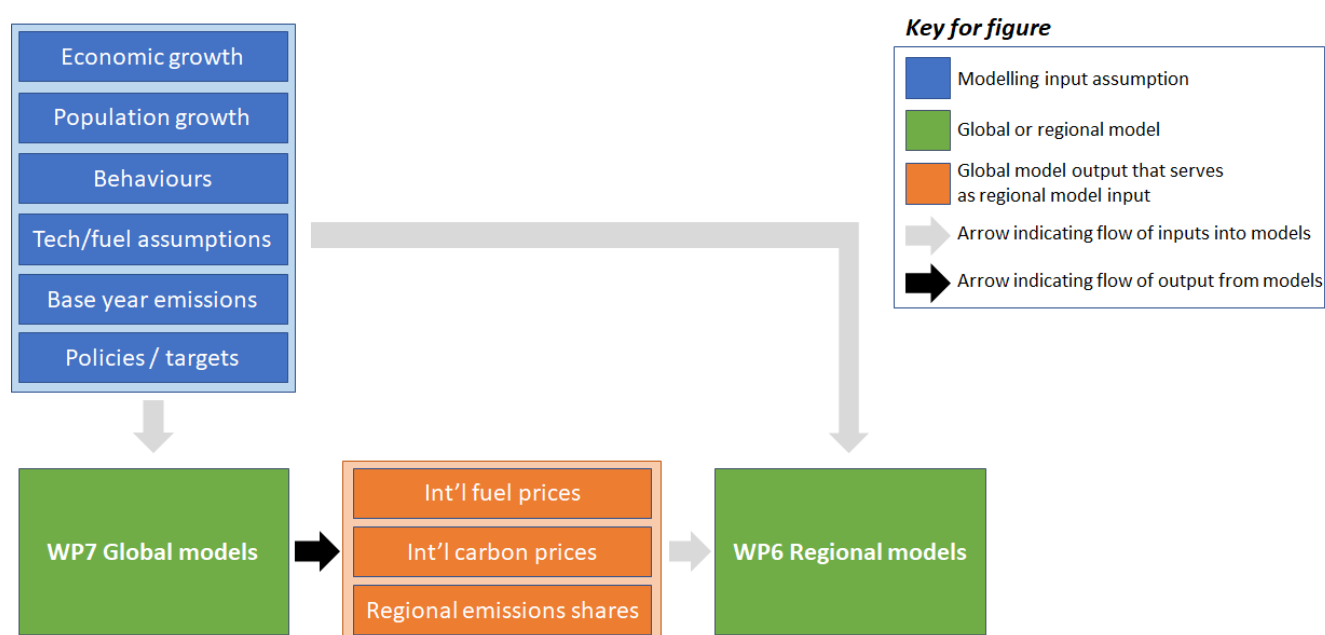 Economic growth
Population growth
Behaviours
Tech/fuel assumptions
Base year emissions
Policies / targets
Key for figure
Modelling input assumption
Global or regional model
Global model output that serves
as regional model input
Arrow indicating flow of inputs into models
Arrow indicating flow of output from models
WP7 Global models
Int'l fuel prices
Int'l carbon prices
Regional emissions shares
WP6 Regional models